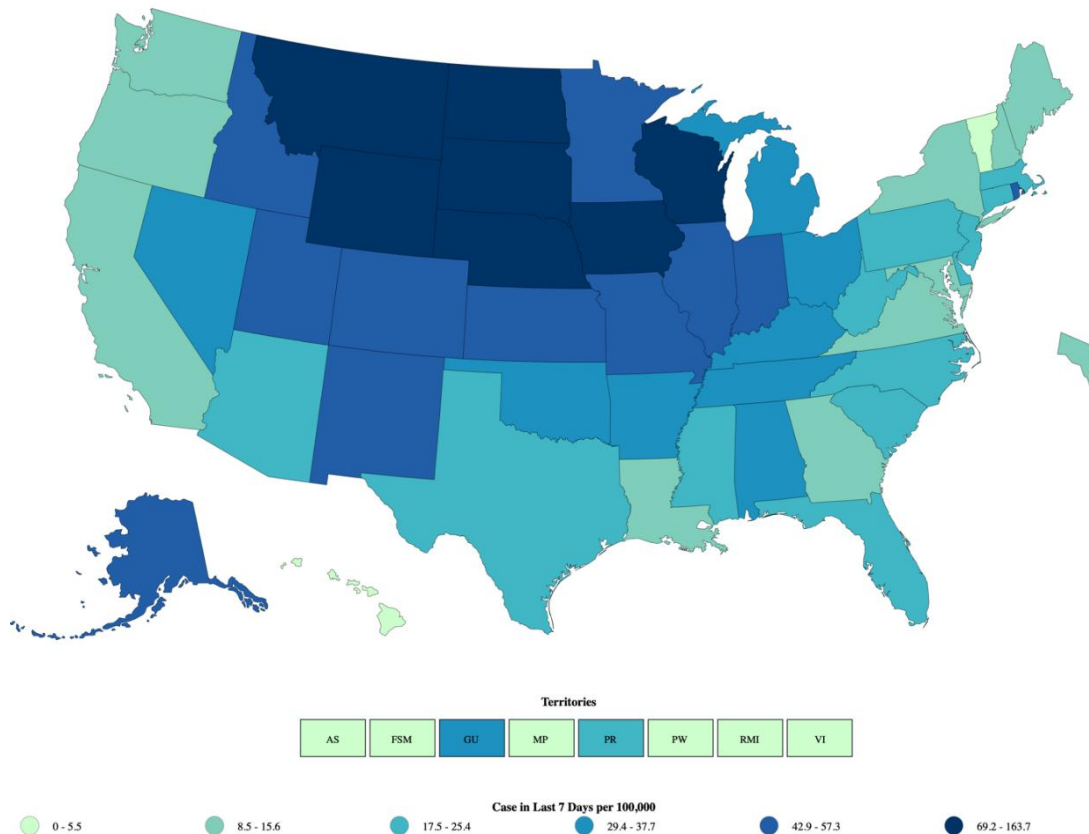 Territories
AS FSM GU MP PR PW RMI VI
Case in Last 7 Days per 100,000
0 - 5.5 8.5 - 15.6 17.5 - 25.4 29.4 - 37.7 42.9 - 57.3 69.2 - 163.7